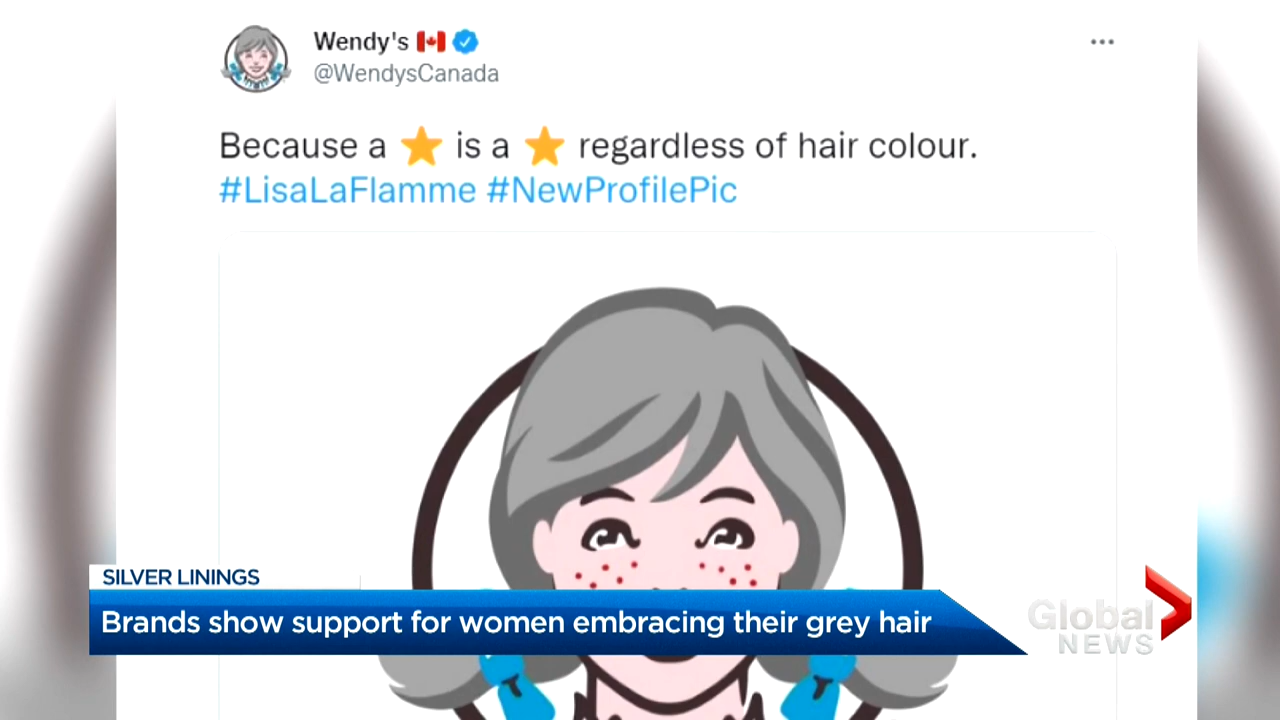 Wendy's 🇨🇦
@WendysCanada
Because a ⭐ is a ⭐ regardless of hair colour.
#LisaLaFlamme #NewProfilePic
SILVER LININGS
Brands show support for women embracing their grey hair
Global
NEWS